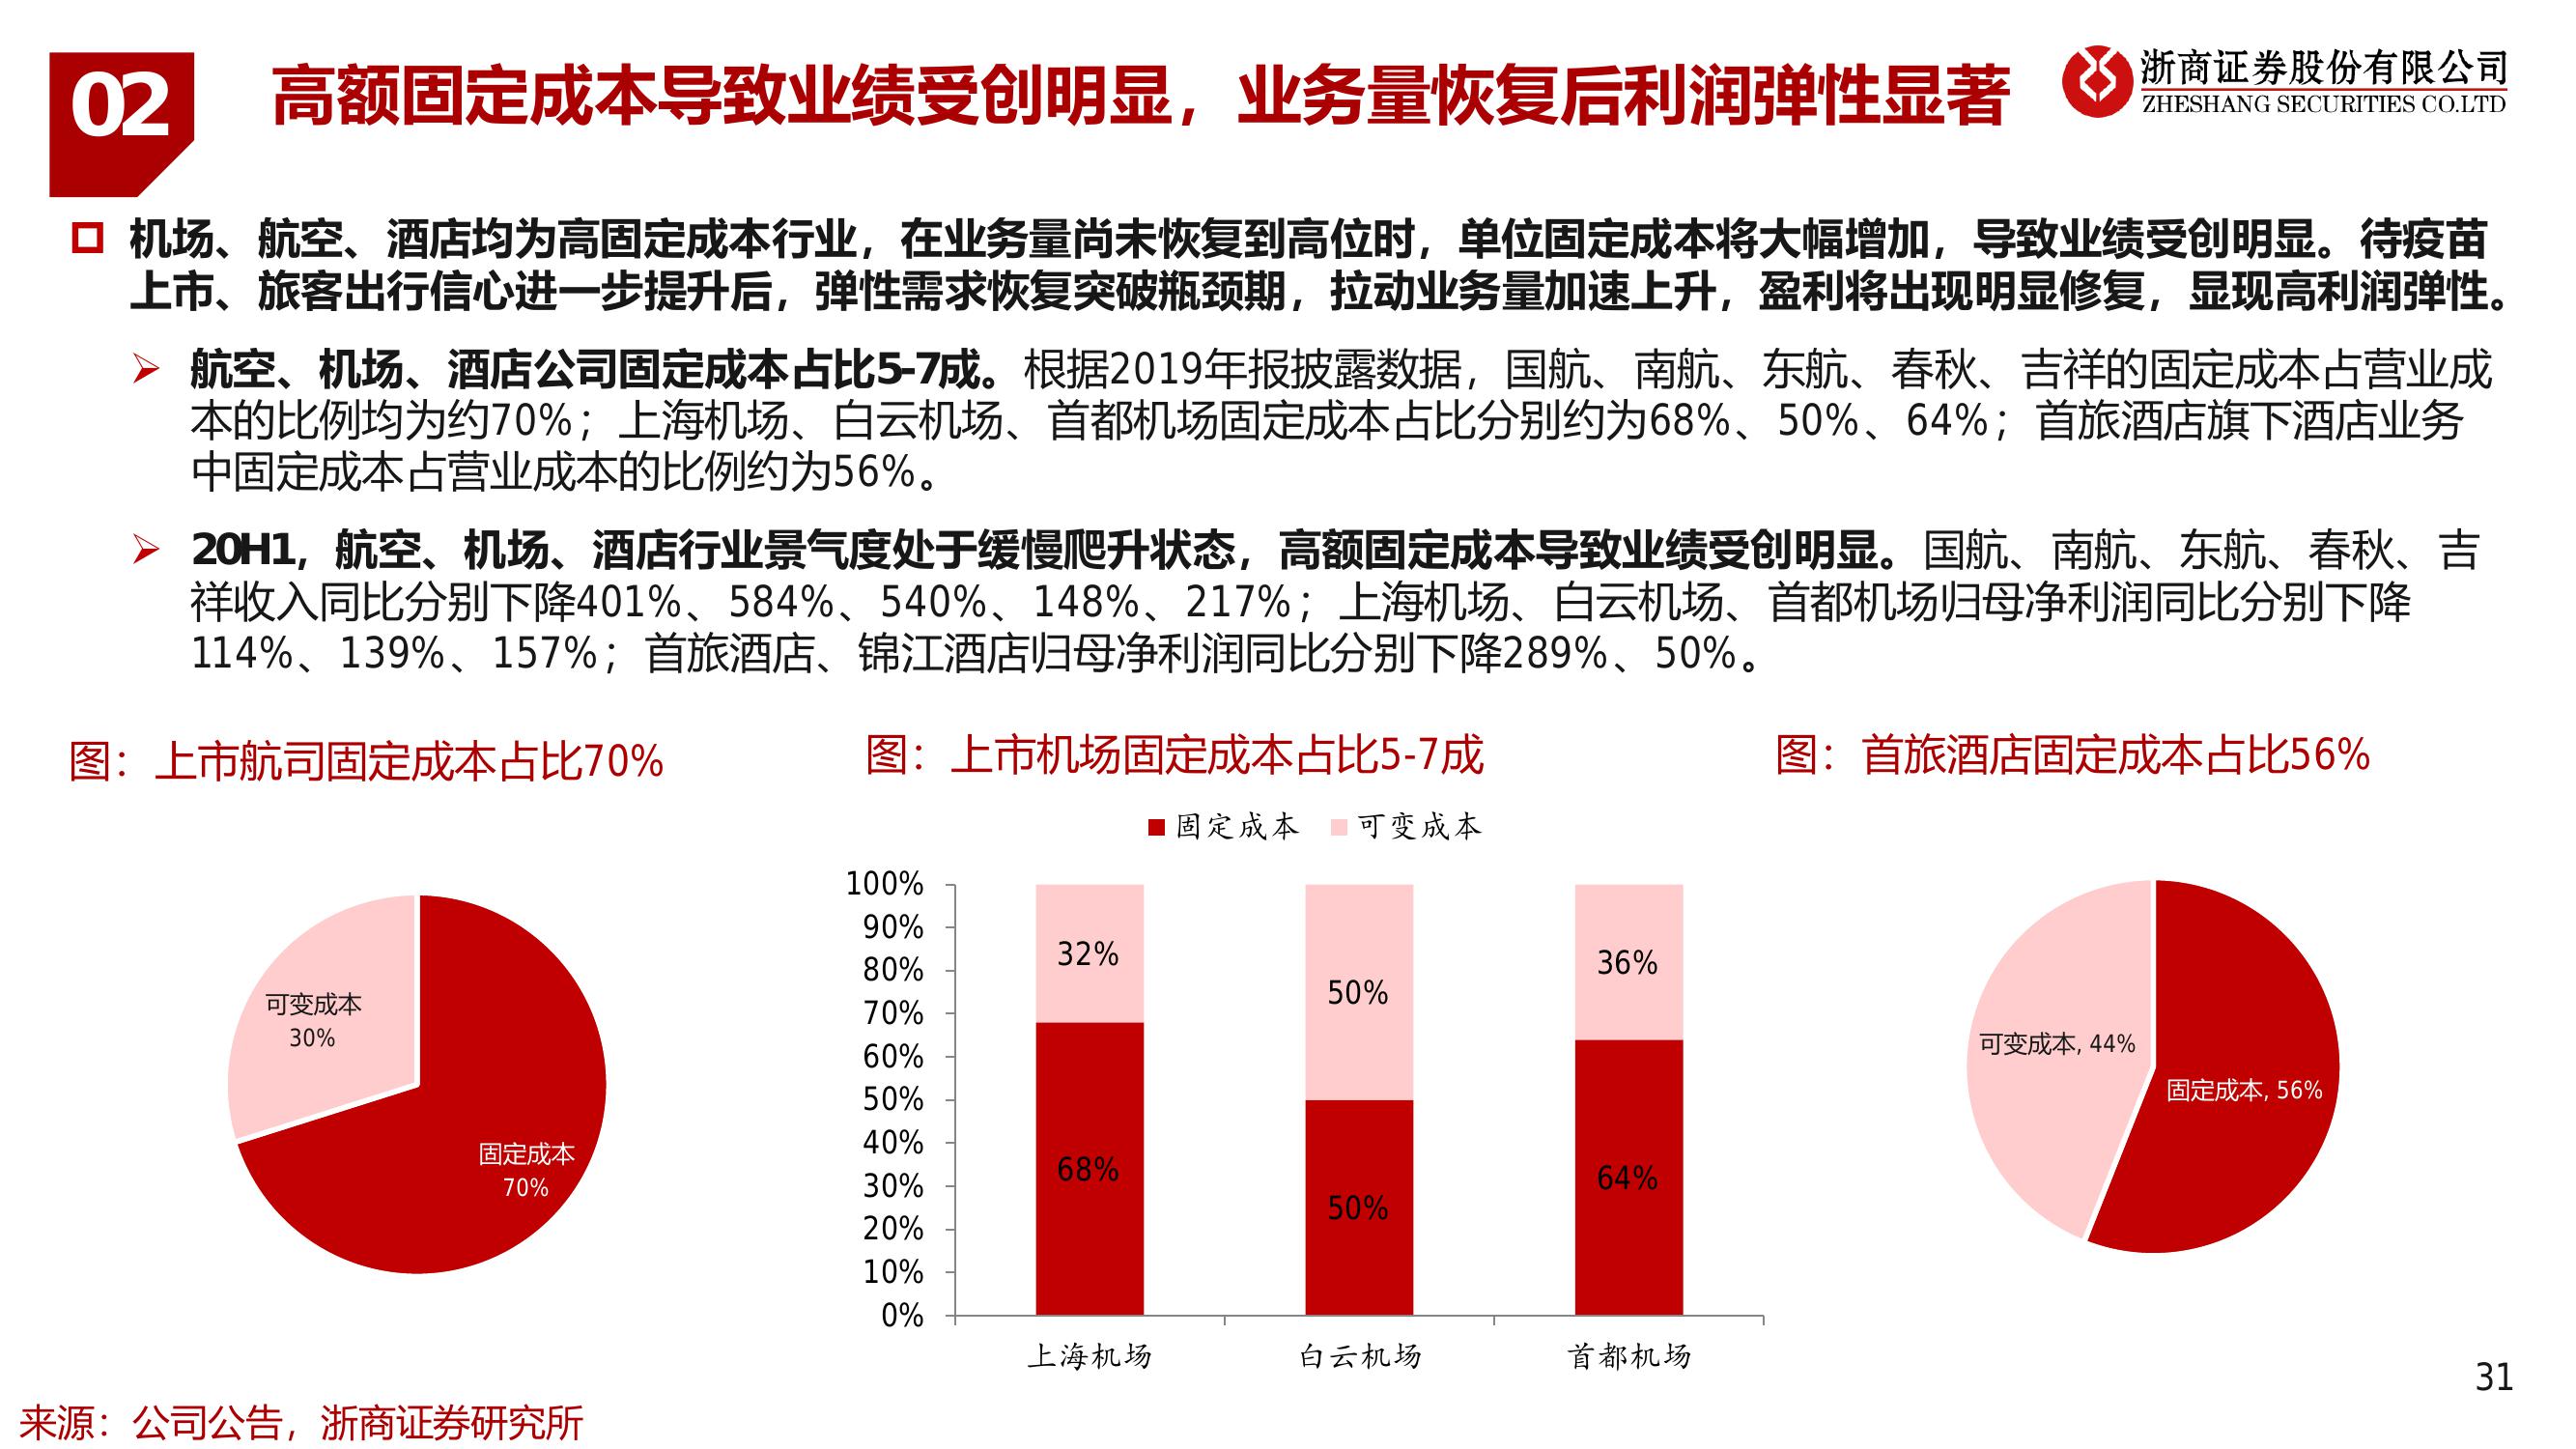 02
高额固定成本导致业绩受创明显，业务量恢复后利润弹性显著
浙商证券股份有限公司
ZHESHANG SECURITIES CO.LTD
机场、航空、酒店均为高固定成本行业，在业务量尚未恢复到高位时，单位固定成本将大幅增加，导致业绩受创明显。待疫苗
上市、旅客出行信心进一步提升后，弹性需求恢复突破瓶颈期，拉动业务量加速上升，盈利将出现明显修复，显现高利润弹性。
航空、机场、酒店公司固定成本占比5-7成。根据2019年报披露数据，国航、南航、东航、春秋、吉祥的固定成本占营业成
本的比例均为约70%；上海机场、白云机场、首都机场固定成本占比分别约为68%、50%、64%；首旅酒店旗下酒店业务
中固定成本占营业成本的比例约为56%。
20H1，航空、机场、酒店行业景气度处于缓慢爬升状态，高额固定成本导致业绩受创明显。国航、南航、东航、春秋、吉
祥收入同比分别下降401%、584%、540%、148%、217%；上海机场、白云机场、首都机场归母净利润同比分别下降
114%、139%、157%；首旅酒店、锦江酒店归母净利润同比分别下降289%、50%。
图：上市航司固定成本占比70%
可变成本
30%
固定成本
70%
图：上市机场固定成本占比5-7成
固定成本 可变成本
100%
90%
80%
70%
60%
50%
40%
30%
20%
10%
0%
32% 50% 36%
68% 50% 64%
上海机场 白云机场 首都机场
图：首旅酒店固定成本占比56%
可变成本, 44%
固定成本, 56%
31
来源：公司公告，浙商证券研究所